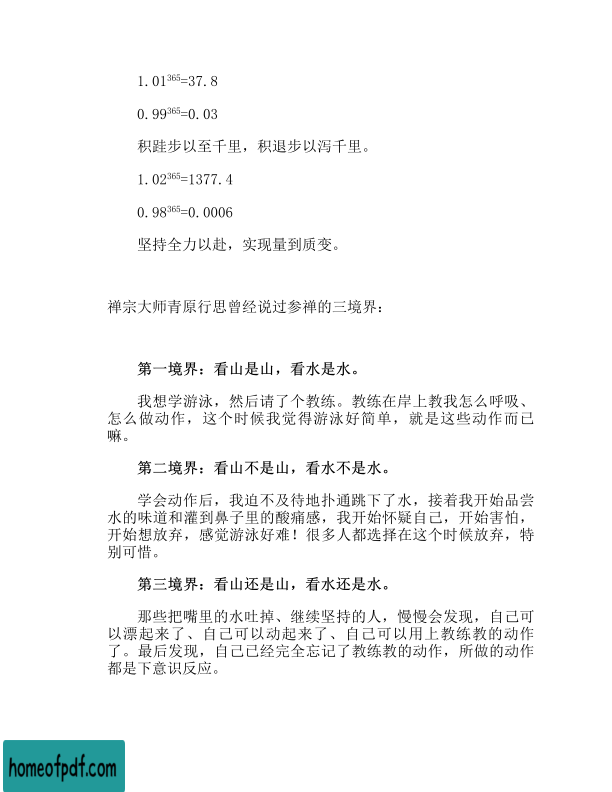 1.01³⁶⁵=37.8
0.99³⁶⁵=0.03
积跬步以至千里，积退步以泻千里。
1.02³⁶⁵=1377.4
0.98³⁶⁵=0.0006
坚持全力以赴，实现量到质变。
禅宗大师青原行思曾经说过参禅的三境界：
第一境界：看山是山，看水是水。
我想学游泳，然后请了个教练。教练在岸上教我怎么呼吸、
怎么做动作，这个时候我觉得游泳好简单，就是这些动作而已
嘛。
第二境界：看山不是山，看水不是水。
学会动作后，我迫不及待地扑通跳下了水，接着我开始品尝
水的味道和灌到鼻子里的酸痛感，我开始怀疑自己，开始害怕，
开始想放弃，感觉游泳好难！很多人都选择在这个时候放弃，特
别可惜。
第三境界：看山还是山，看水还是水。
那些把嘴里的水吐掉、继续坚持的人，慢慢会发现，自己可
以漂起来了、自己可以动起来了、自己可以用上教练教的动作
了。最后发现，自己已经完全忘记了教练教的动作，所做的动作
都是下意识反应。
homeofpdf.com